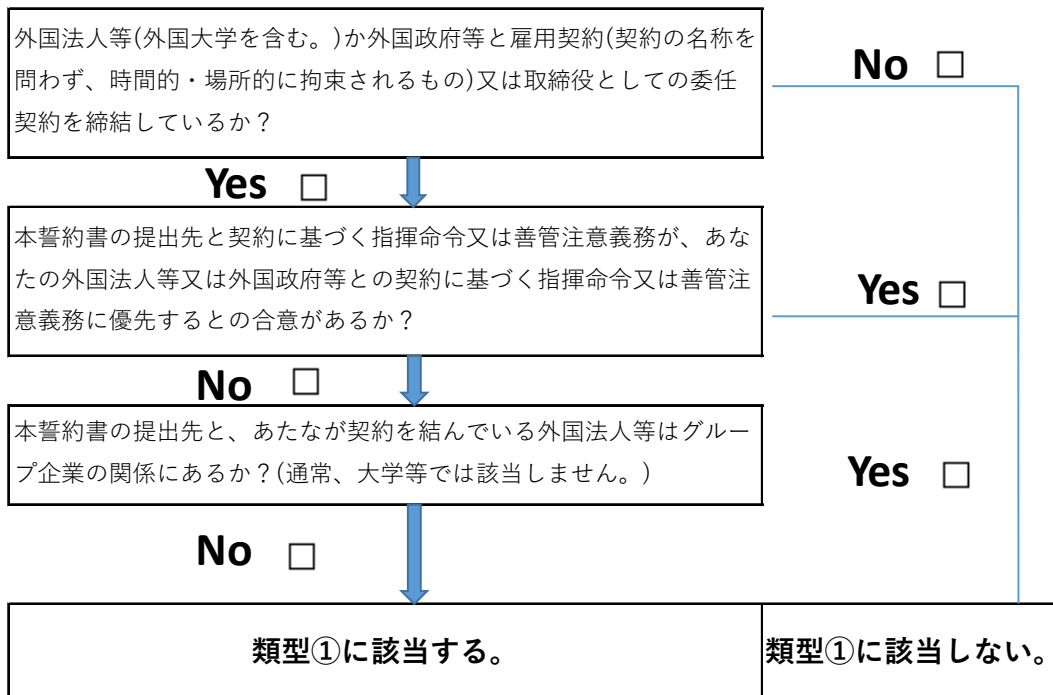 外国法人等(外国大学を含む。)か外国政府等と雇用契約(契約の名称を
問わず、時間的・場所的に拘束されるもの)又は取締役としての委任
契約を締結しているか？
No □
Yes □
本誓約書の提出先と契約に基づく指揮命令又は善管注意義務が、あな
たの外国法人等又は外国政府等との契約に基づく指揮命令又は善管注
意義務に優先するとの合意があるか？
Yes □
No □
本誓約書の提出先と、あたなが契約を結んでいる外国法人等はグルー
プ企業の関係にあるか？(通常、大学等では該当しません。)
Yes □
No □
類型①に該当する。
類型①に該当しない。